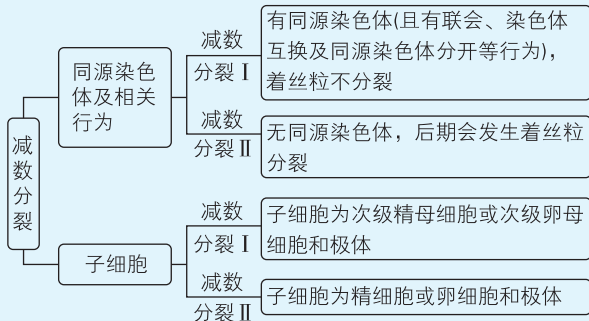 减数分裂
同源染色
体及相关
行为
减数
分裂Ⅰ
有同源染色体(且有联会、染色体
互换及同源染色体分开等行为)，
着丝粒不分裂
减数
分裂Ⅱ
无同源染色体，后期会发生着丝粒
分裂
子细胞
减数
分裂Ⅰ
子细胞为次级精母细胞或次级卵母
细胞和极体
减数
分裂Ⅱ
子细胞为精细胞或卵细胞和极体